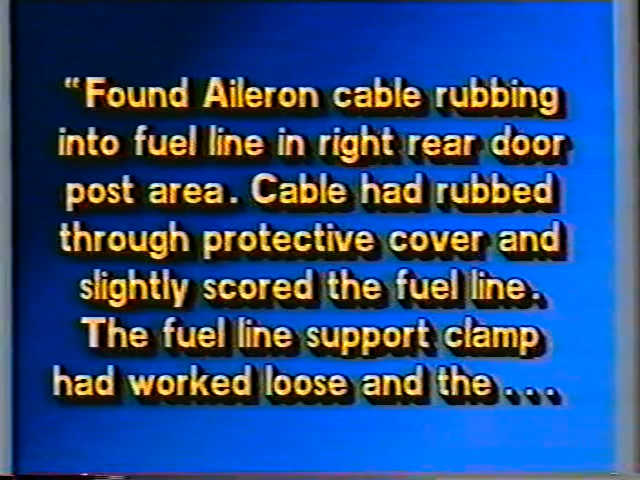 “Found Aileron cable rubbing
into fuel line in right rear door
post area. Cable had rubbed
through protective cover and
slightly scored the fuel line.
The fuel line support clamp
had worked loose and the...